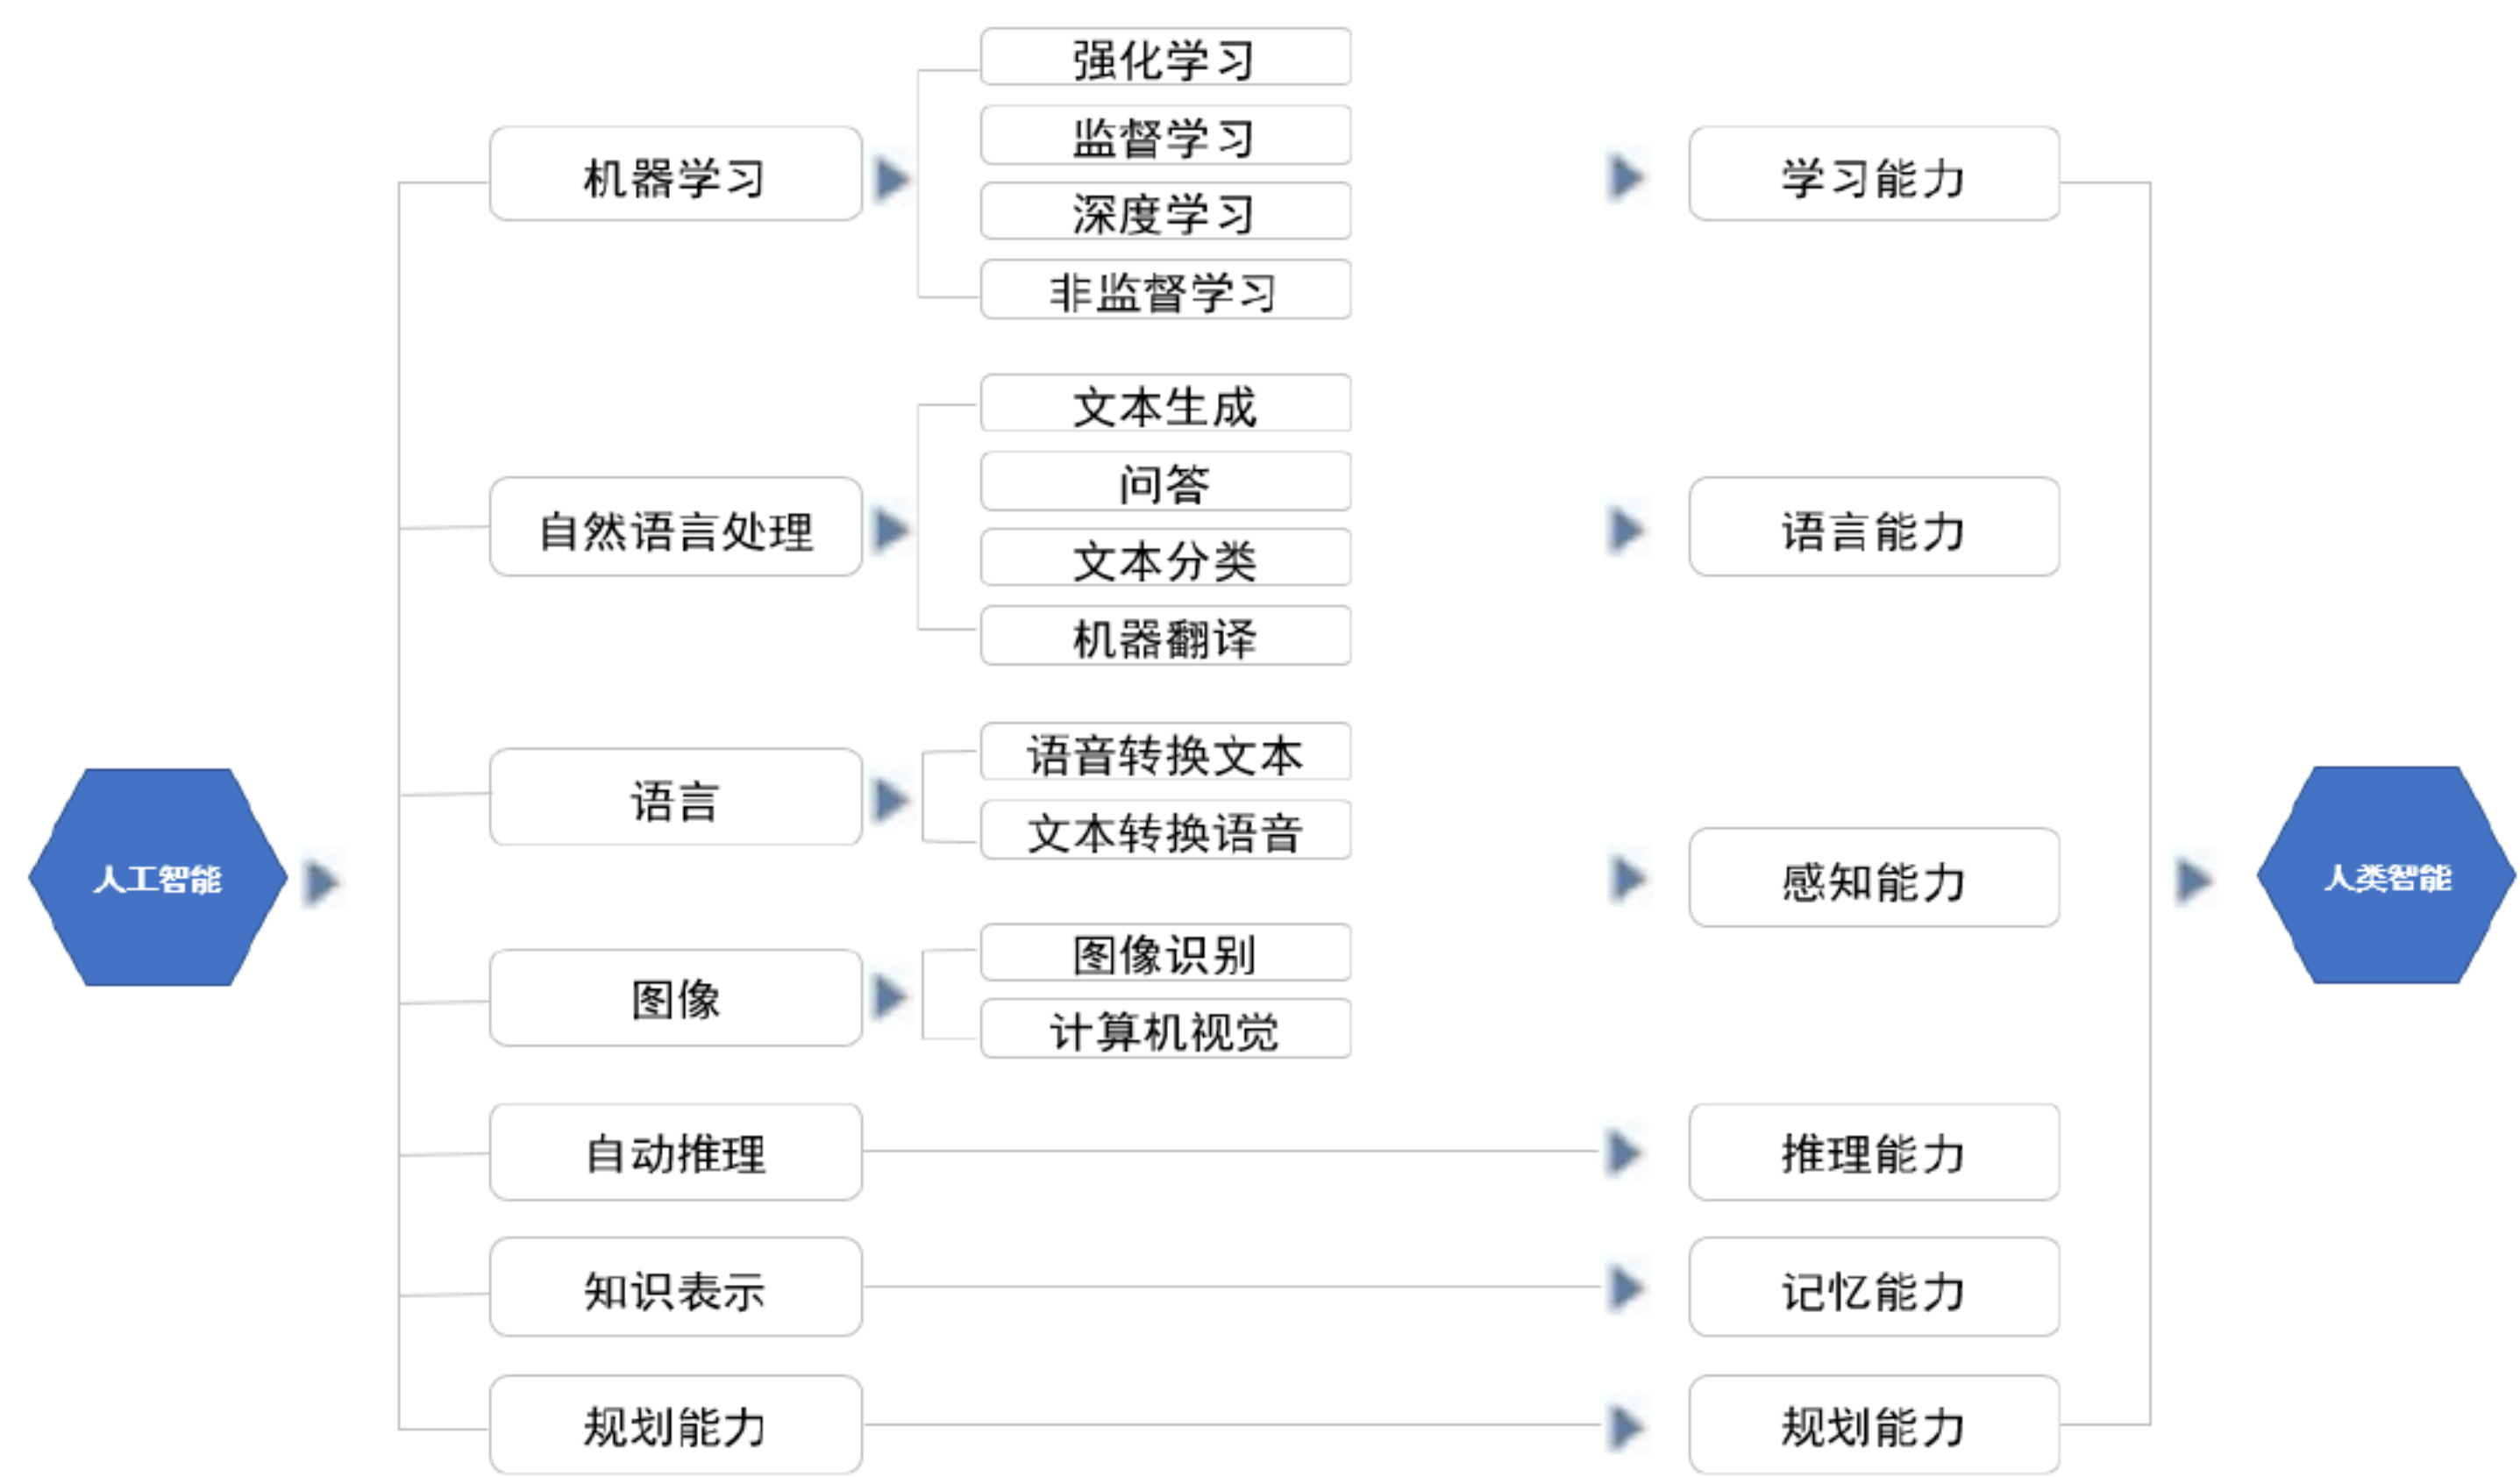 人工智能
机器学习
强化学习
监督学习
深度学习
非监督学习
学习能力
自然语言处理
文本生成
问答
文本分类
机器翻译
语言能力
语言
语音转换文本
文本转换语音
感知能力
图像
图像识别
计算机视觉
自动推理
推理能力
知识表示
记忆能力
规划能力
规划能力
人类智能